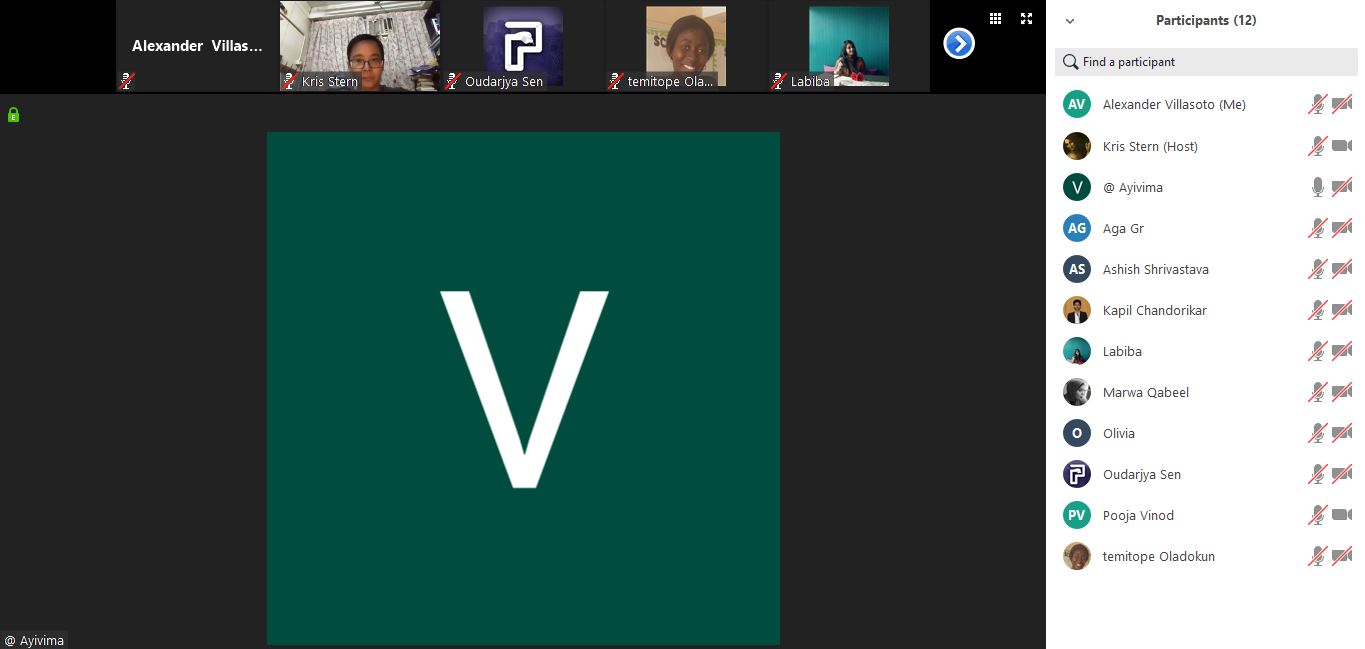 Alexander Villas...
Kris Stern
Oudarjya Sen
temitope Ola...
Labiba
E
V
@ Ayivima
Participants (12)
Find a participant
AV Alexander Villasoto (Me)
Kris Stern (Host)
V @ Ayivima
AG Aga Gr
AS Ashish Shrivastava
Kapil Chandorikar
Labiba
Marwa Qabeel
O Olivia
Oudarjya Sen
PV Pooja Vinod
temitope Oladokun